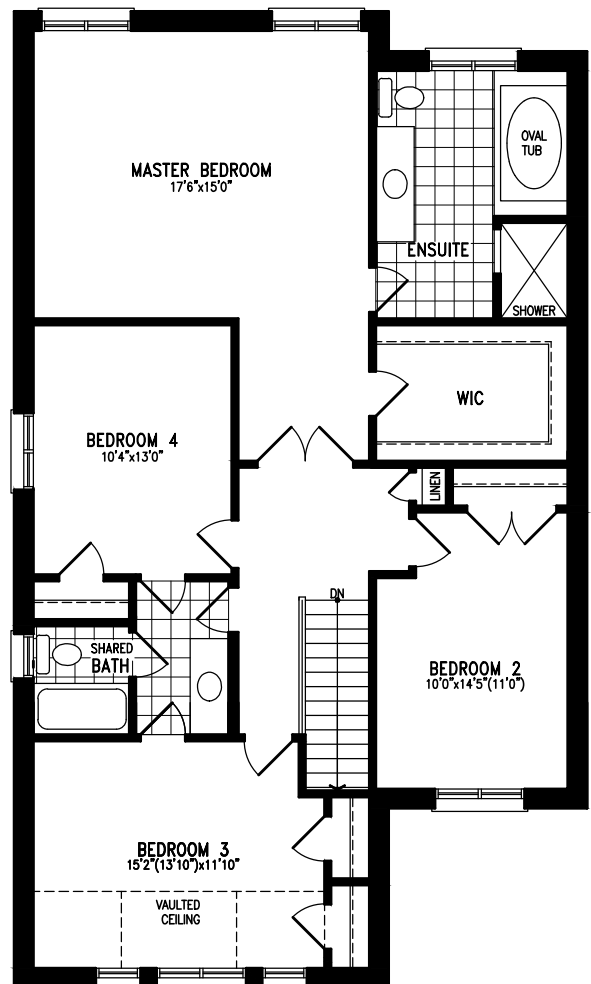 OVAL
TUB
MASTER BEDROOM
17'6"x15'0"
ENSUITE
SHOWER
WIC
BEDROOM 4
10'4"x13'0"
LINEN
DN
SHARED
BATH
BEDROOM 2
10'0"x14'5"(11'0")
BEDROOM 3
15'2"(13'10")x11'10"
VAULTED
CEILING